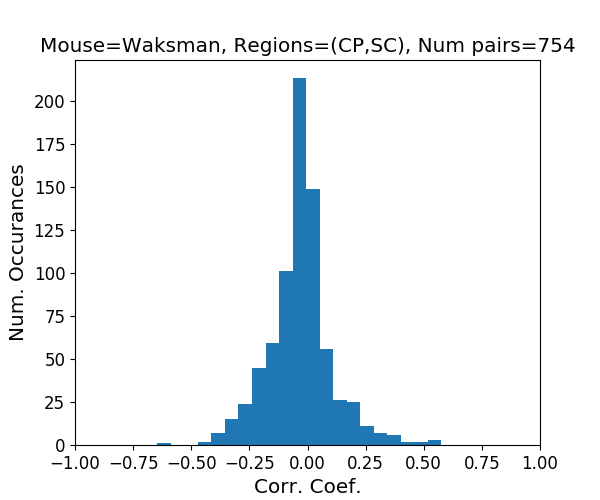 Mouse=Waksman, Regions=(CP,SC), Num pairs=754
Num. Occurances
200
175
150
125
100
75
50
25
0
−1.00 −0.75 −0.50 −0.25 0.00 0.25 0.50 0.75 1.00
Corr. Coef.